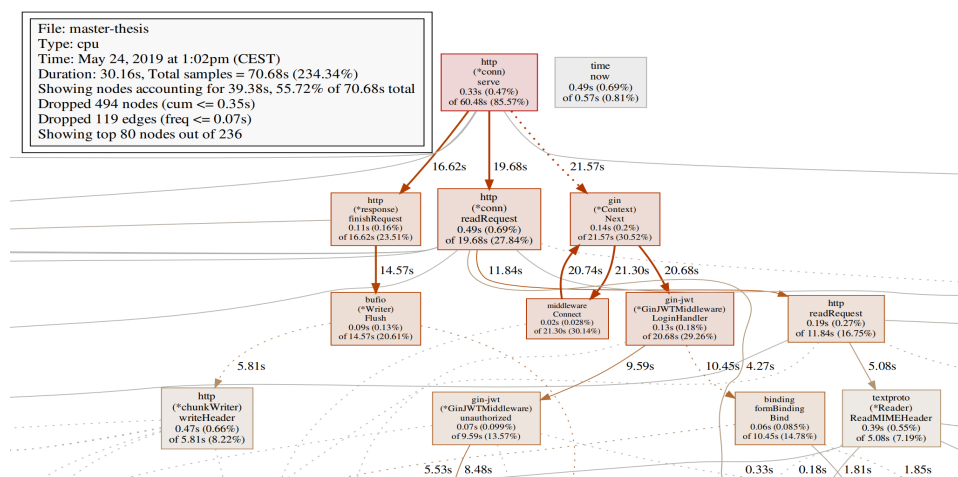 File: master-thesis
Type: cpu
Time: May 24, 2019 at 1:02pm (CEST)
Duration: 30.16s, Total samples = 70.68s (234.34%)
Showing nodes accounting for 39.38s, 55.72% of 70.68s total
Dropped 494 nodes (cum <= 0.35s)
Dropped 119 edges (freq <= 0.07s)
Showing top 80 nodes out of 236
http
(*conn)
serve
0.33s (0.47%)
of 60.48s (85.57%)
time
now
0.49s (0.69%)
of 0.57s (0.81%)
16.62s
19.68s
21.57s
http
(*response)
finishRequest
0.11s (0.16%)
of 16.62s (23.51%)
http
(*conn)
readRequest
0.49s (0.69%)
of 19.68s (27.84%)
gin
(*Context)
Next
0.14s (0.2%)
of 21.57s (30.52%)
14.57s
11.84s
20.74s
21.30s
20.68s
bufio
(*Writer)
Flush
0.09s (0.13%)
of 14.57s (20.61%)
middleware
Connect
0.02s (0.028%)
of 21.30s (30.14%)
gin-jwt
(*GinJWTMiddleware)
LoginHandler
0.13s (0.18%)
of 20.68s (29.26%)
http
readRequest
0.19s (0.27%)
of 11.84s (16.75%)
5.81s
9.59s
10.45s
4.27s
5.08s
http
(*chunkWriter)
writeHeader
0.47s (0.66%)
of 5.81s (8.22%)
gin-jwt
(*GinJWTMiddleware)
unauthorized
0.07s (0.099%)
of 9.59s (13.57%)
binding
formBinding
Bind
0.06s (0.085%)
of 10.45s (14.78%)
textproto
(*Reader)
ReadMIMEHeader
0.39s (0.55%)
of 5.08s (7.19%)
5.53s
8.48s
0.33s
0.18s
1.81s
1.85s